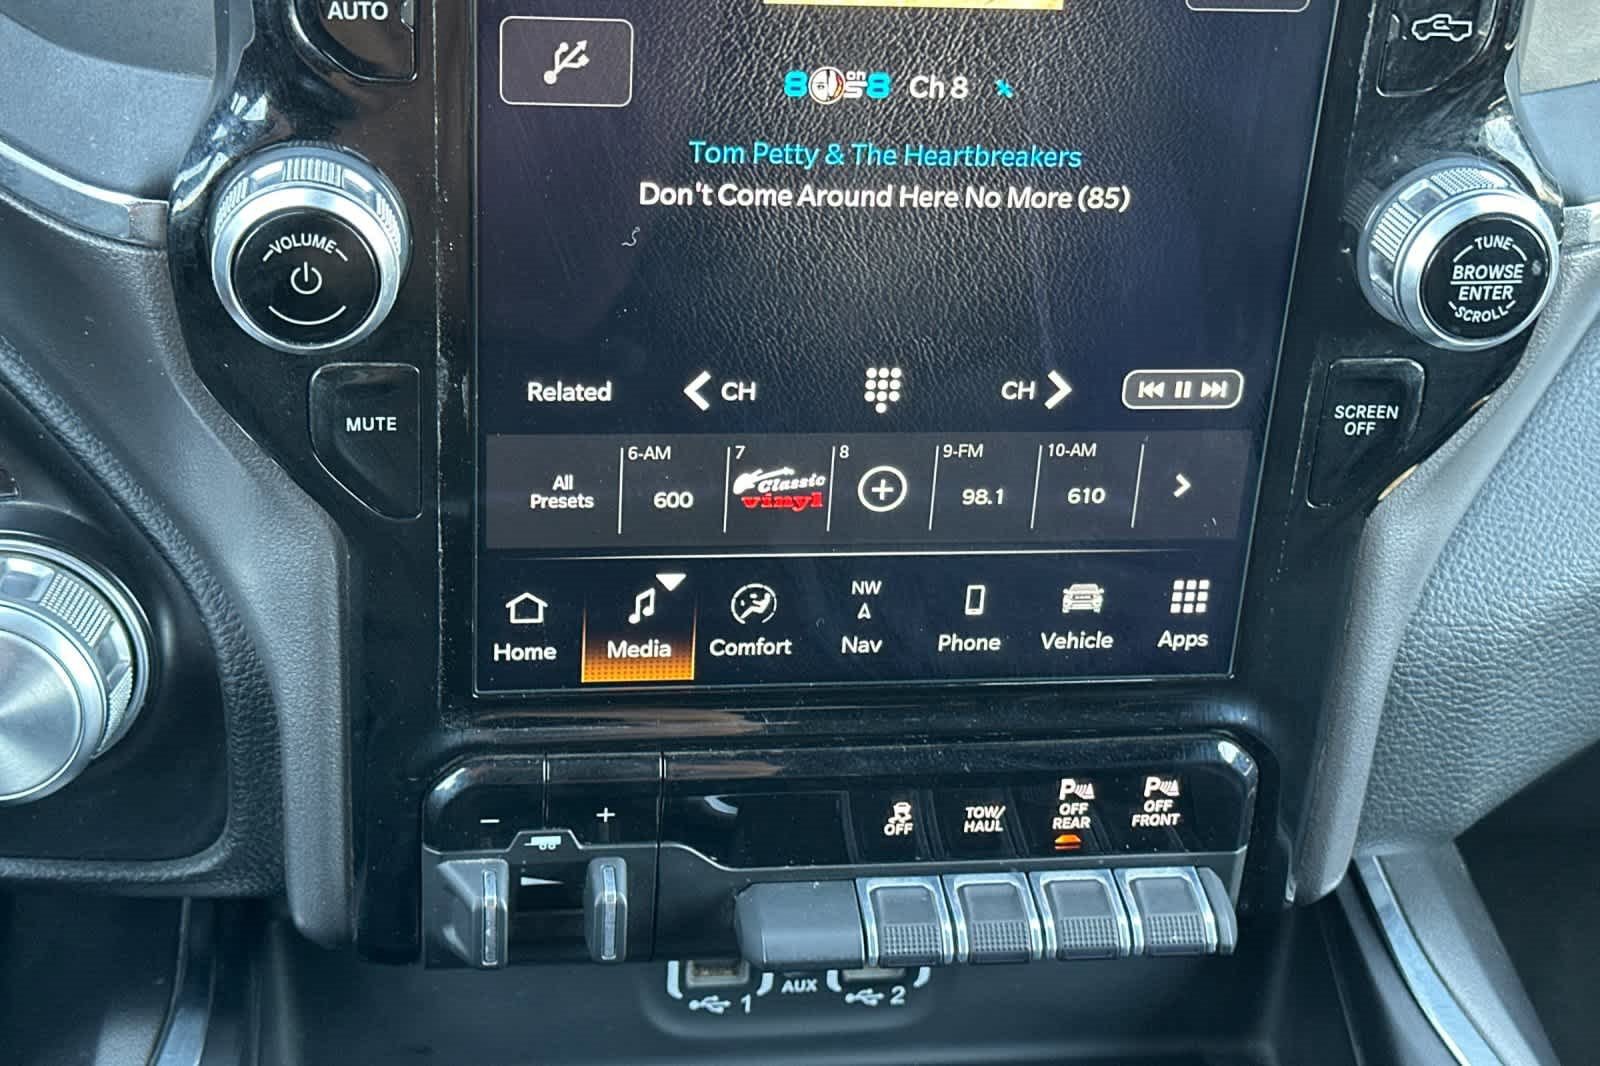 AUTO
80s on 8 Ch 8
Tom Petty & The Heartbreakers
Don't Come Around Here No More (85)
VOLUME
TUNE
BROWSE
ENTER
SCROLL
MUTE
SCREEN
OFF
Related
CH
CH
All
Presets
6-AM
600
7
Classic
vinyl
8
9-FM
98.1
10-AM
610
Home
Media
Comfort
NW
Nav
Phone
Vehicle
Apps
- +
OFF
TOW/
HAUL
P
OFF
REAR
P
OFF
FRONT
1
AUX
2